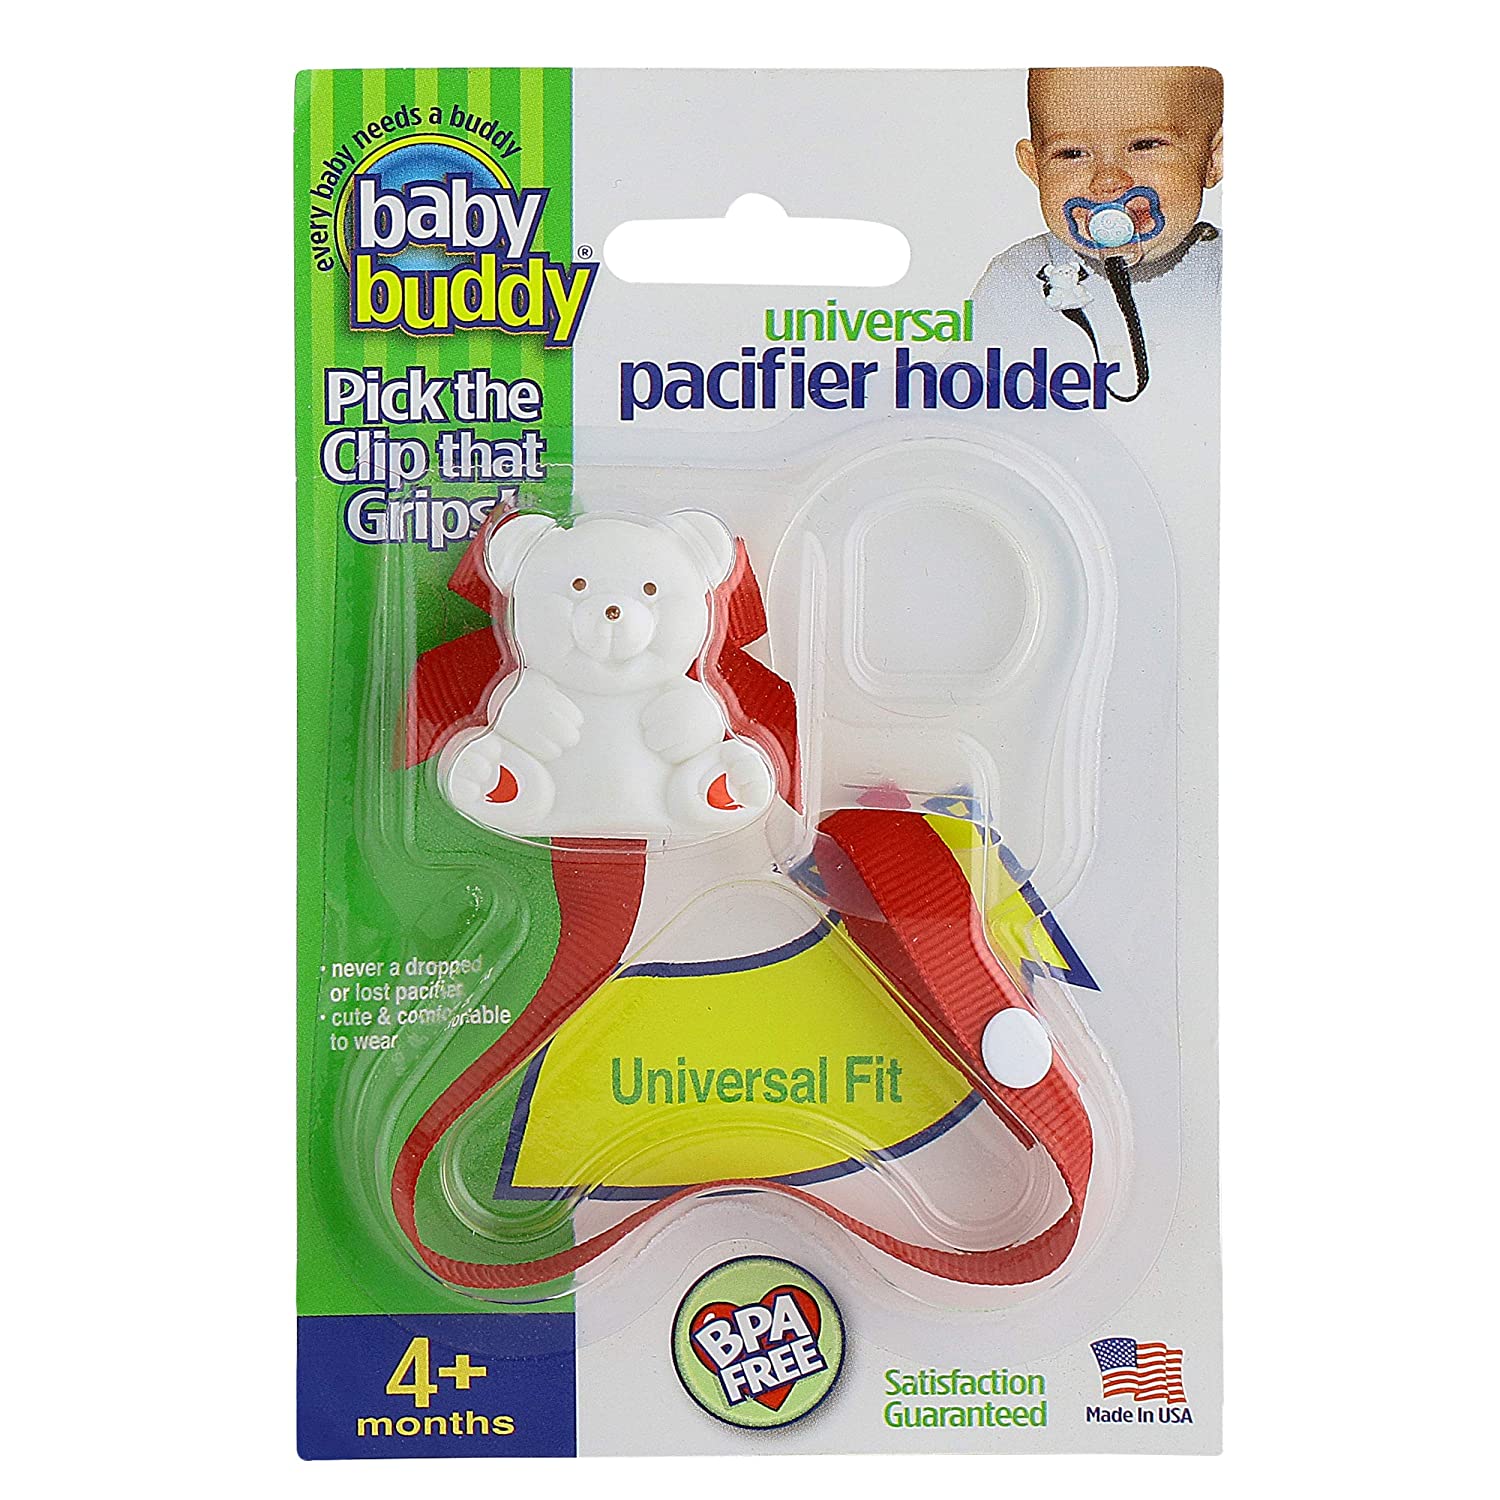 every baby needs a buddy
baby
buddy®
Pick the
Clip that
Grips!
universal
pacifier holder
• never a dropped
or lost pacifier
• cute & comfortable
to wear
Universal Fit
BPA
FREE
4+
months
Satisfaction
Guaranteed
Made In USA